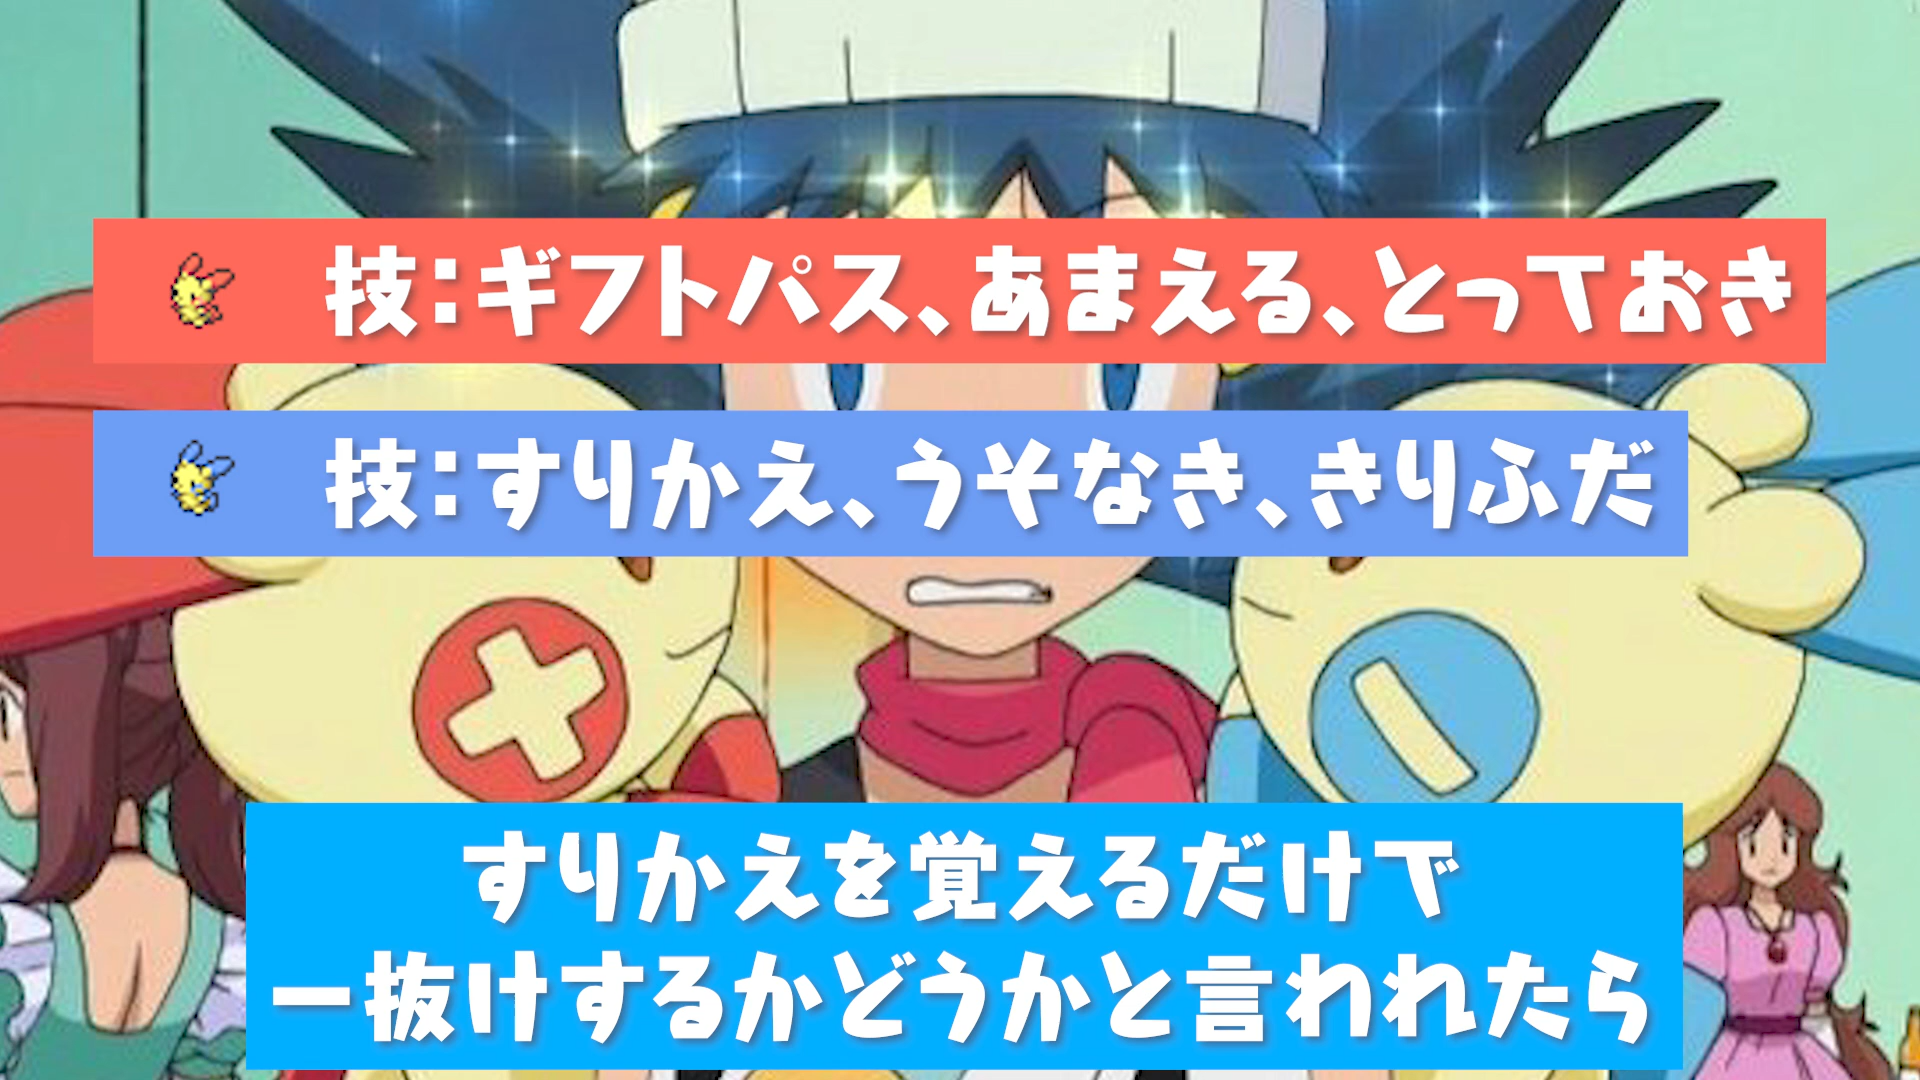 技：ギフトパス、あまえる、とっておき
技：すりかえ、うそなき、きりふだ
すりかえを覚えるだけで
一抜けするかどうかと言われたら